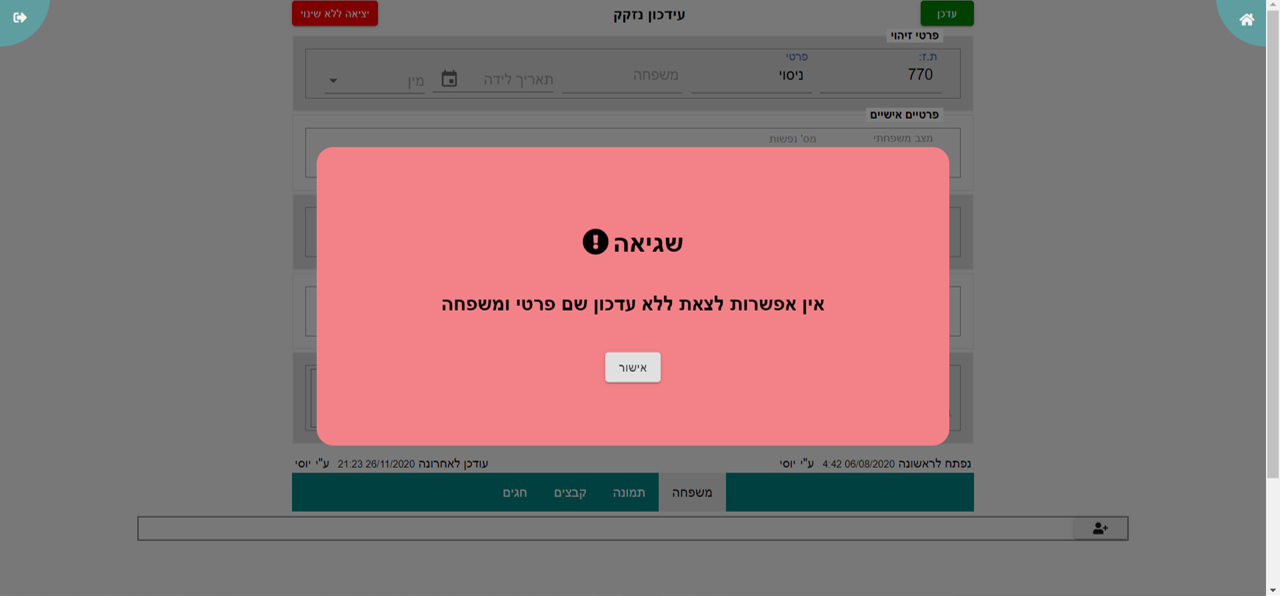 עדכן
עידכון נזקק
יציאה ללא שינוי
פרטי זיהוי
ת.ז:
פרטי
770
ניסוי
משפחה
תאריך לידה
מין
פרטיים אישיים
מצב משפחתי
מס' נפשות
שגיאה
אין אפשרות לצאת ללא עדכון שם פרטי ומשפחה
אישור
נפתח לראשונה 06/08/2020 4:42 ע"י יוסי
עודכן לאחרונה 26/11/2020 21:23 ע"י יוסי
משפחה
תמונה
קבצים
חגים